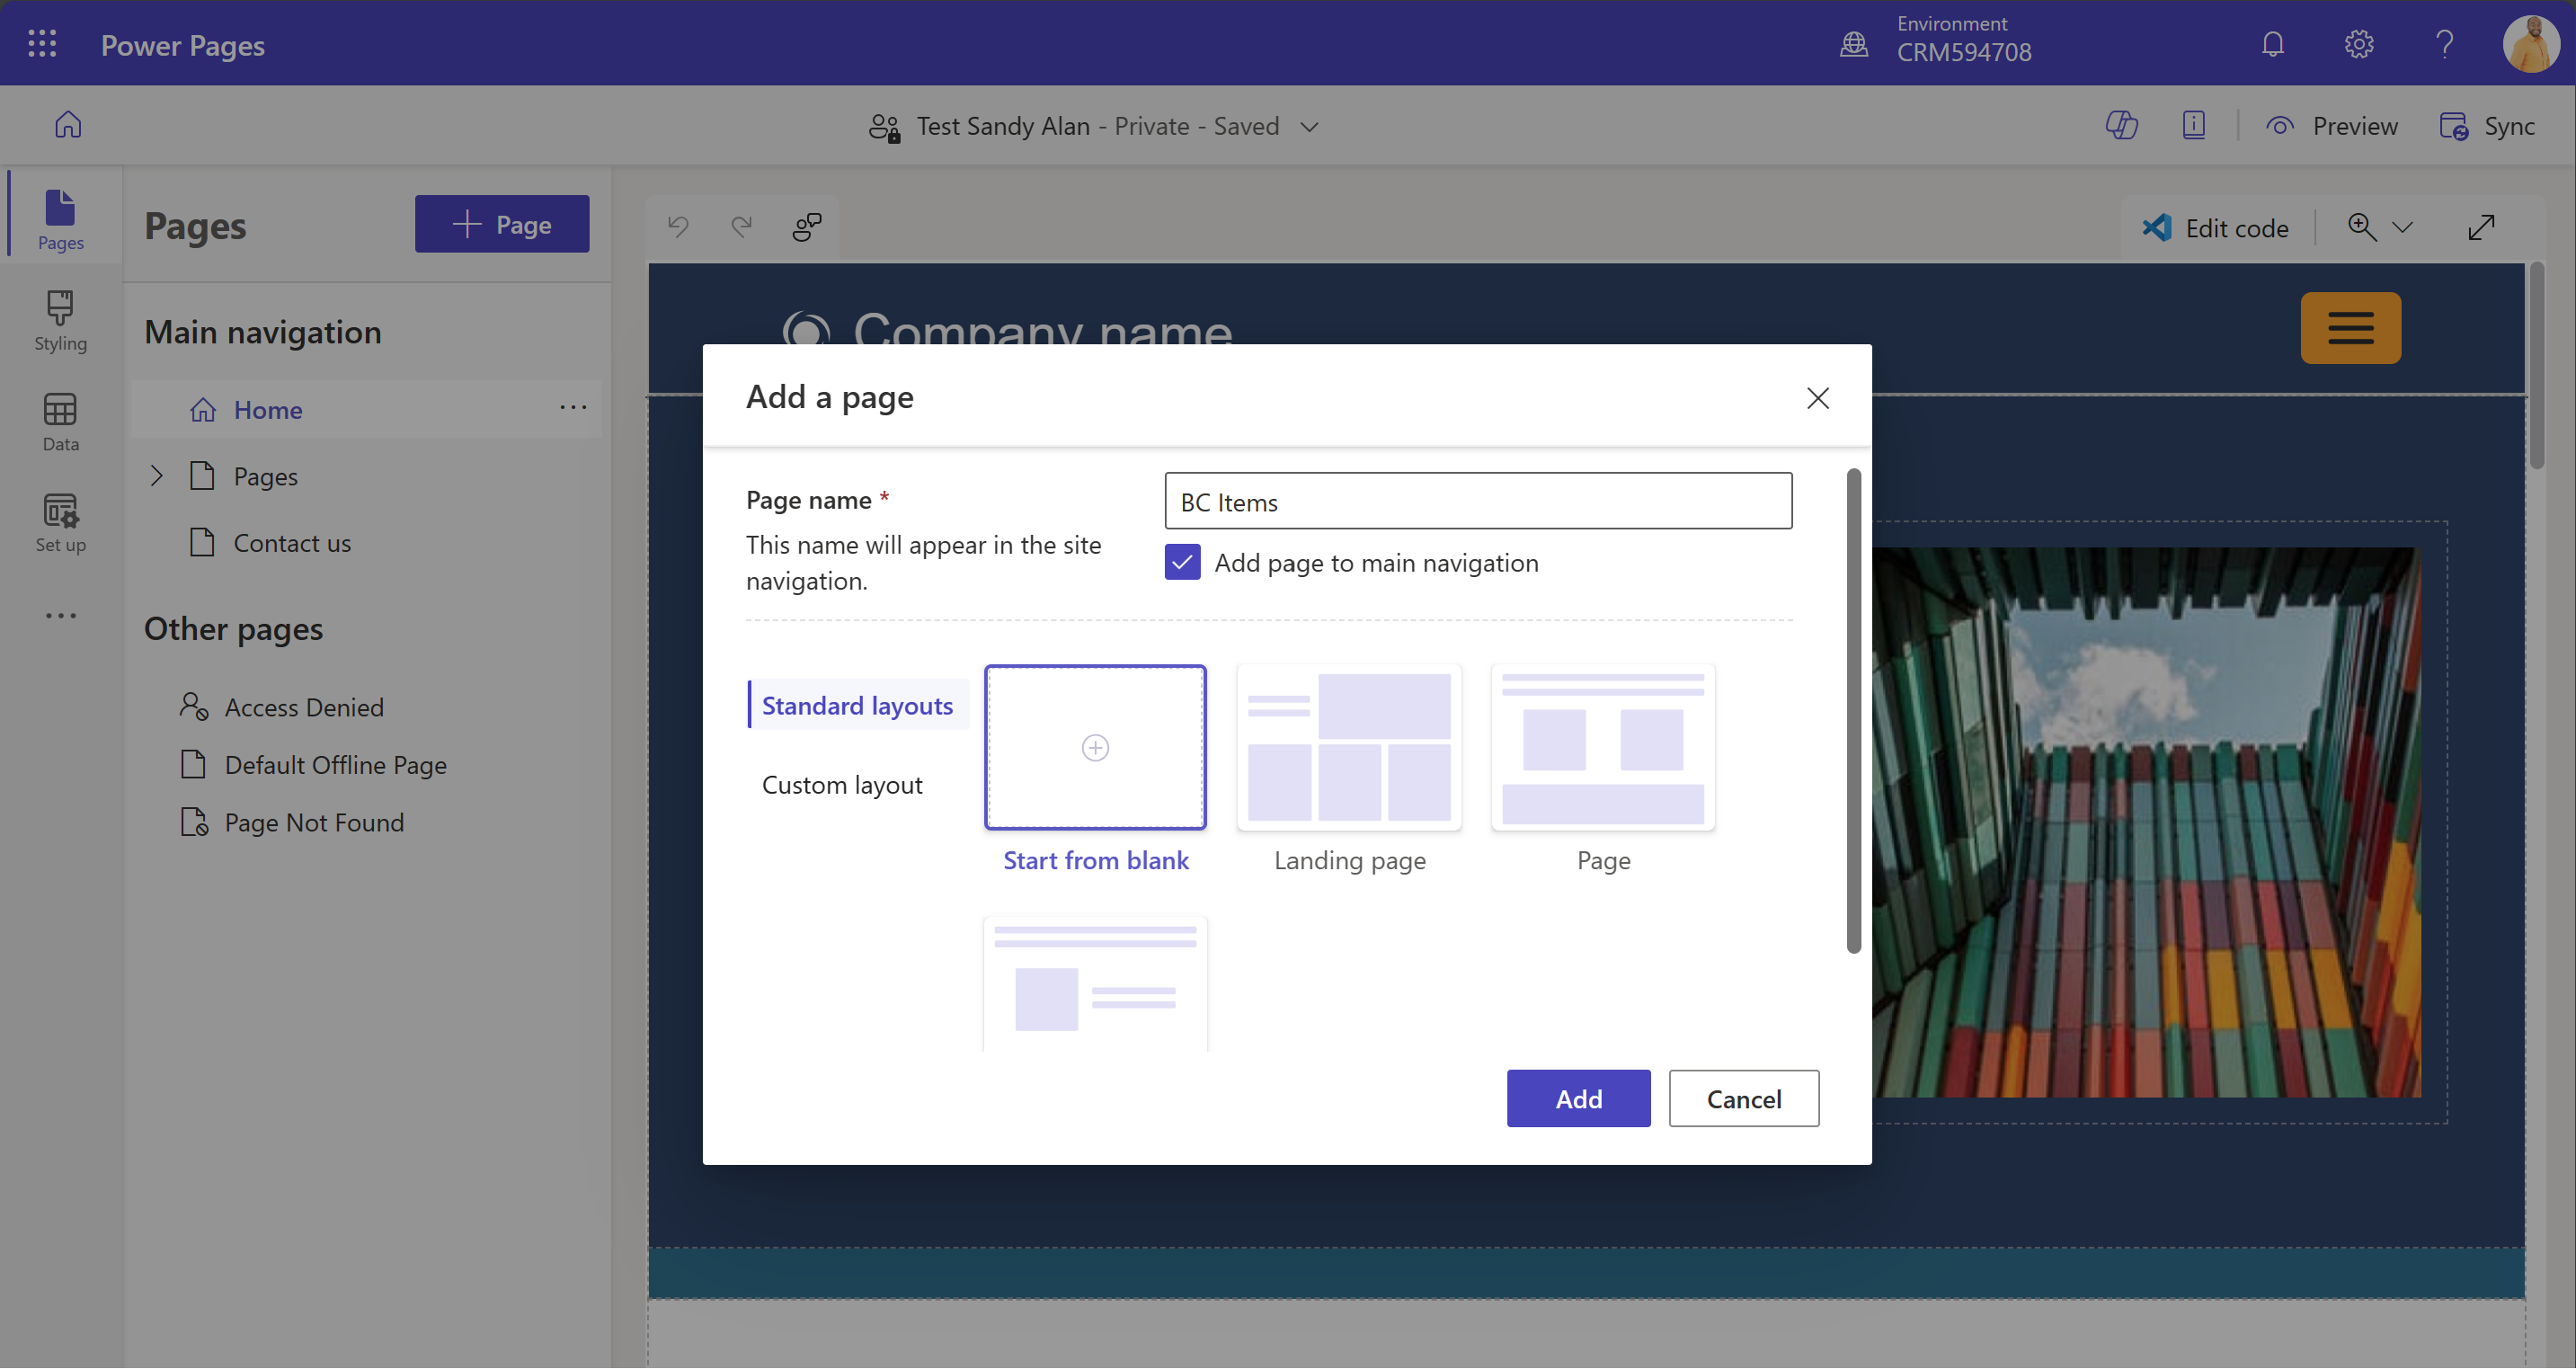 Power Pages
Environment
CRM594708
Test Sandy Alan - Private - Saved
Preview
Sync
Pages
Styling
Data
Set up
Pages
Page
Main navigation
Home
Pages
Contact us
Other pages
Access Denied
Default Offline Page
Page Not Found
Edit code
Company name
Add a page
Page name *
This name will appear in the site
navigation.
BC Items
Add page to main navigation
Standard layouts
Custom layout
Start from blank
Landing page
Page
Add
Cancel